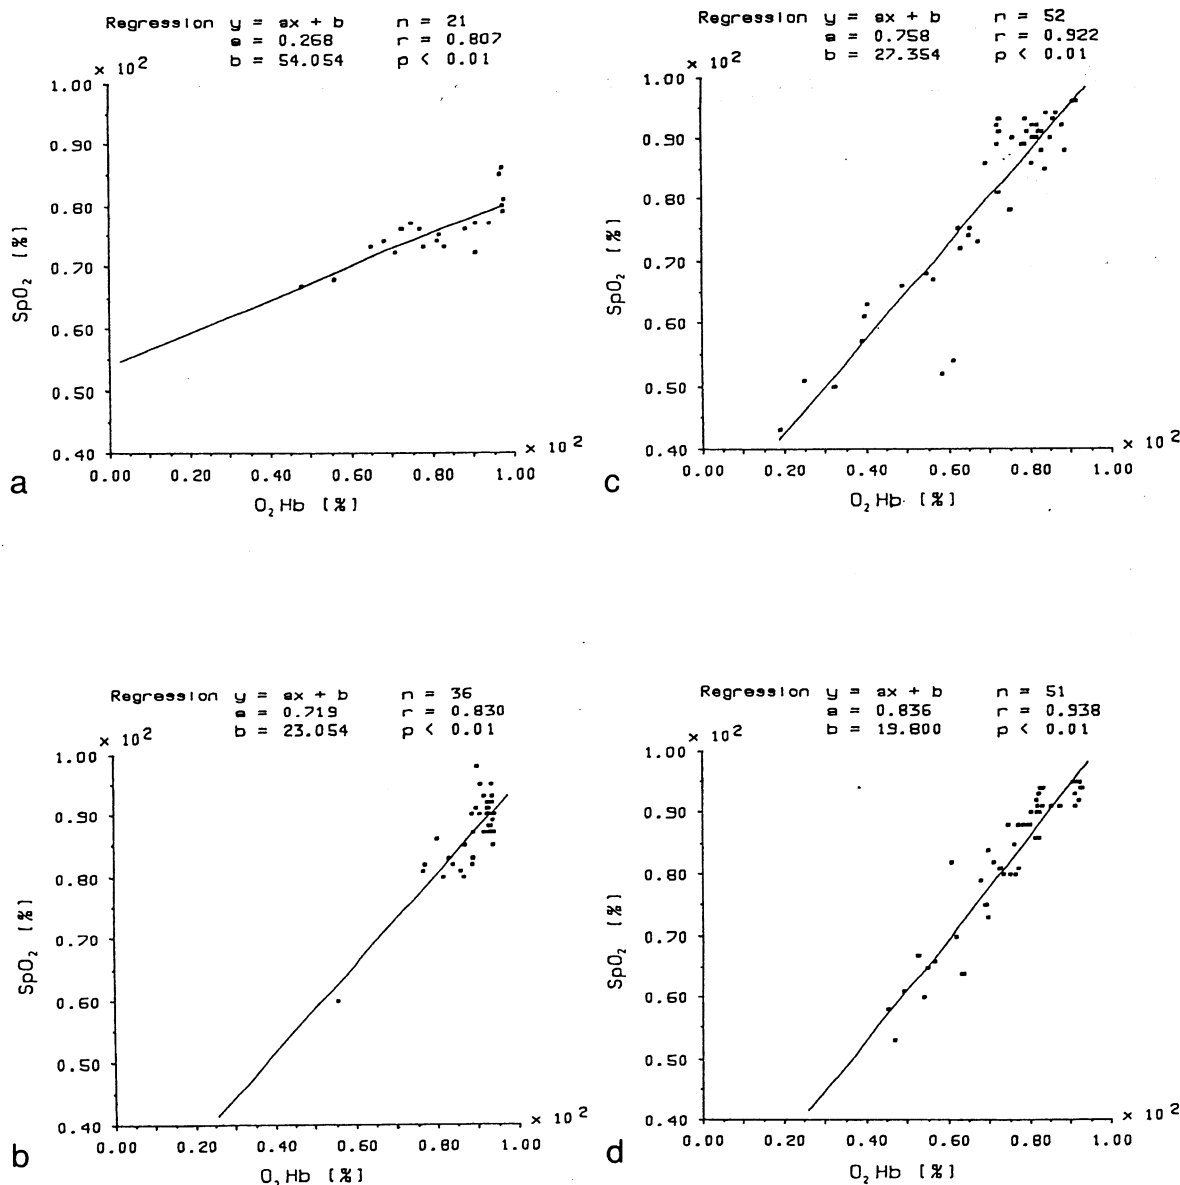 Regression y = ax + b n = 21
a = 0.268 r = 0.807
b = 54.054 p < 0.01
× 10²
1.00
0.90
0.80
0.70
0.60
0.50
0.40
SpO₂ [%]
0.00 0.20 0.40 0.60 0.80 1.00
× 10²
O₂Hb [%]
a
Regression y = ax + b n = 52
a = 0.758 r = 0.922
b = 27.354 p < 0.01
× 10²
1.00
0.90
0.80
0.70
0.60
0.50
0.40
SpO₂ [%]
0.00 0.20 0.40 0.60 0.80 1.00
× 10²
O₂Hb [%]
c
Regression y = ax + b n = 36
a = 0.719 r = 0.830
b = 23.054 p < 0.01
× 10²
1.00
0.90
0.80
0.70
0.60
0.50
0.40
SpO₂ [%]
0.00 0.20 0.40 0.60 0.80 1.00
× 10²
O₂Hb [%]
b
Regression y = ax + b n = 51
a = 0.836 r = 0.938
b = 19.800 p < 0.01
× 10²
1.00
0.90
0.80
0.70
0.60
0.50
0.40
SpO₂ [%]
0.00 0.20 0.40 0.60 0.80 1.00
× 10²
O₂Hb [%]
d